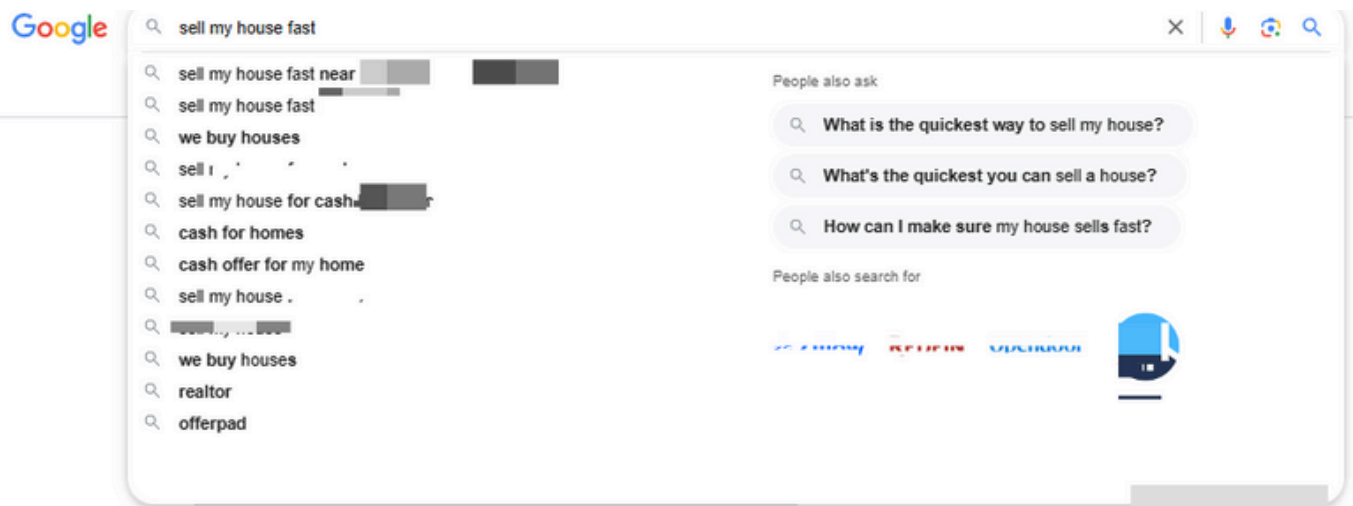 Google
sell my house fast
sell my house fast near
sell my house fast
we buy houses
sell
sell my house for cash
cash for homes
cash offer for my home
sell my house
we buy houses
realtor
offerpad
People also ask
What is the quickest way to sell my house?
What's the quickest you can sell a house?
How can I make sure my house sells fast?
People also search for